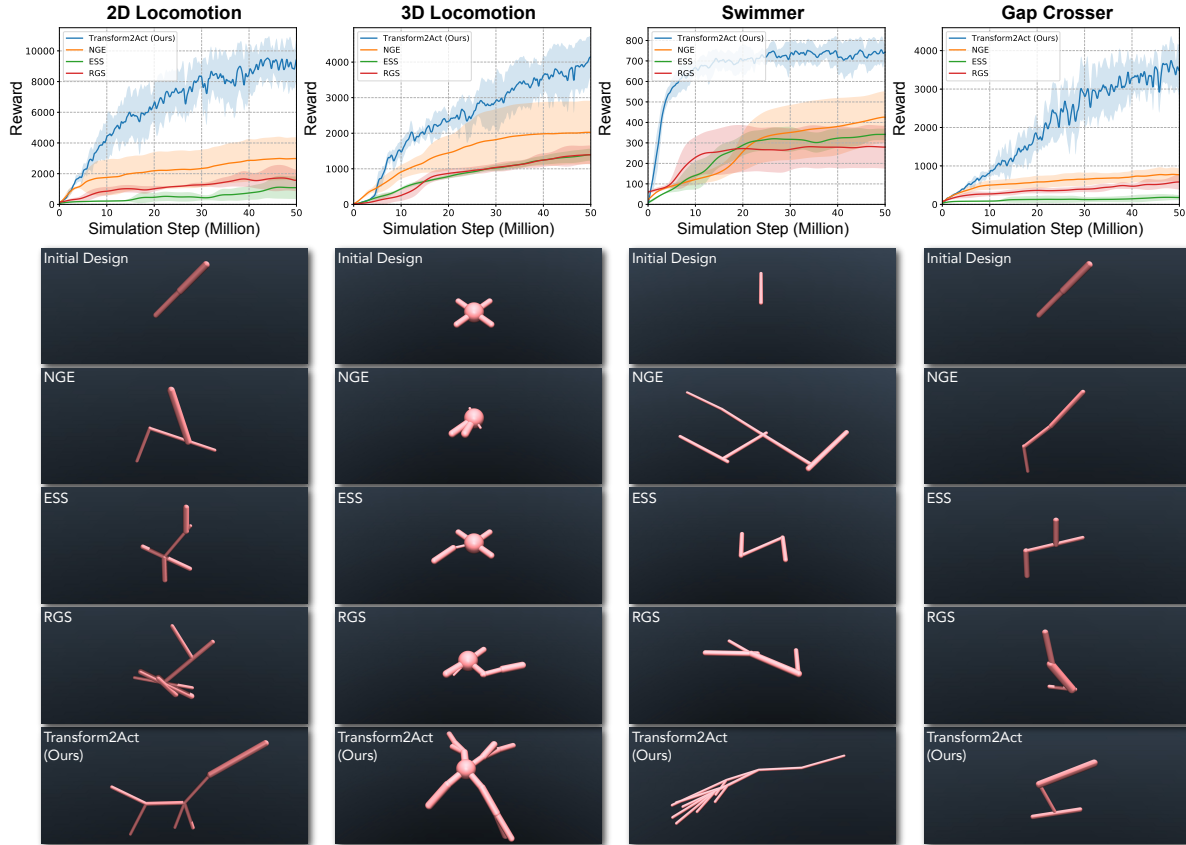 2D Locomotion
Reward
10000
8000
6000
4000
2000
0
Transform2Act (Ours)
NGE
ESS
RGS
0 10 20 30 40 50
Simulation Step (Million)
3D Locomotion
Reward
4000
3000
2000
1000
0
Transform2Act (Ours)
NGE
ESS
RGS
0 10 20 30 40 50
Simulation Step (Million)
Swimmer
Reward
800
700
600
500
400
300
200
100
0
Transform2Act (Ours)
NGE
ESS
RGS
0 10 20 30 40 50
Simulation Step (Million)
Gap Crosser
Reward
4000
3000
2000
1000
0
Transform2Act (Ours)
NGE
ESS
RGS
0 10 20 30 40 50
Simulation Step (Million)
Initial Design
Initial Design
Initial Design
Initial Design
NGE
NGE
NGE
NGE
ESS
ESS
ESS
ESS
RGS
RGS
RGS
RGS
Transform2Act
(Ours)
Transform2Act
(Ours)
Transform2Act
(Ours)
Transform2Act
(Ours)